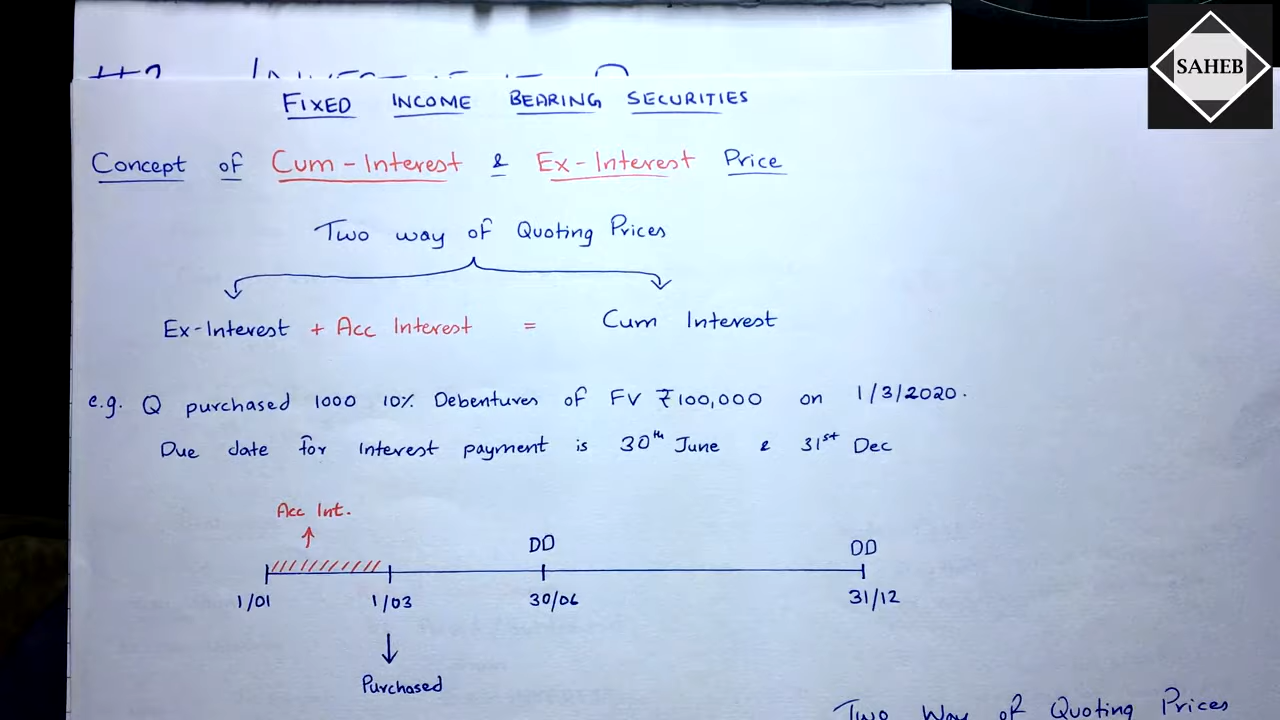 SAHEB
FIXED INCOME BEARING SECURITIES
Concept of Cum-Interest & Ex-Interest Price
Two way of Quoting Prices
Ex-Interest + Acc Interest = Cum Interest
e.g. Q purchased 1000 10% Debentures of FV ₹100,000 on 1/3/2020.
Due date for Interest payment is 30th June & 31st Dec
Acc Int.
DD DD
1/01 1/03 30/06 31/12
Purchased
Two Way of Quoting Prices